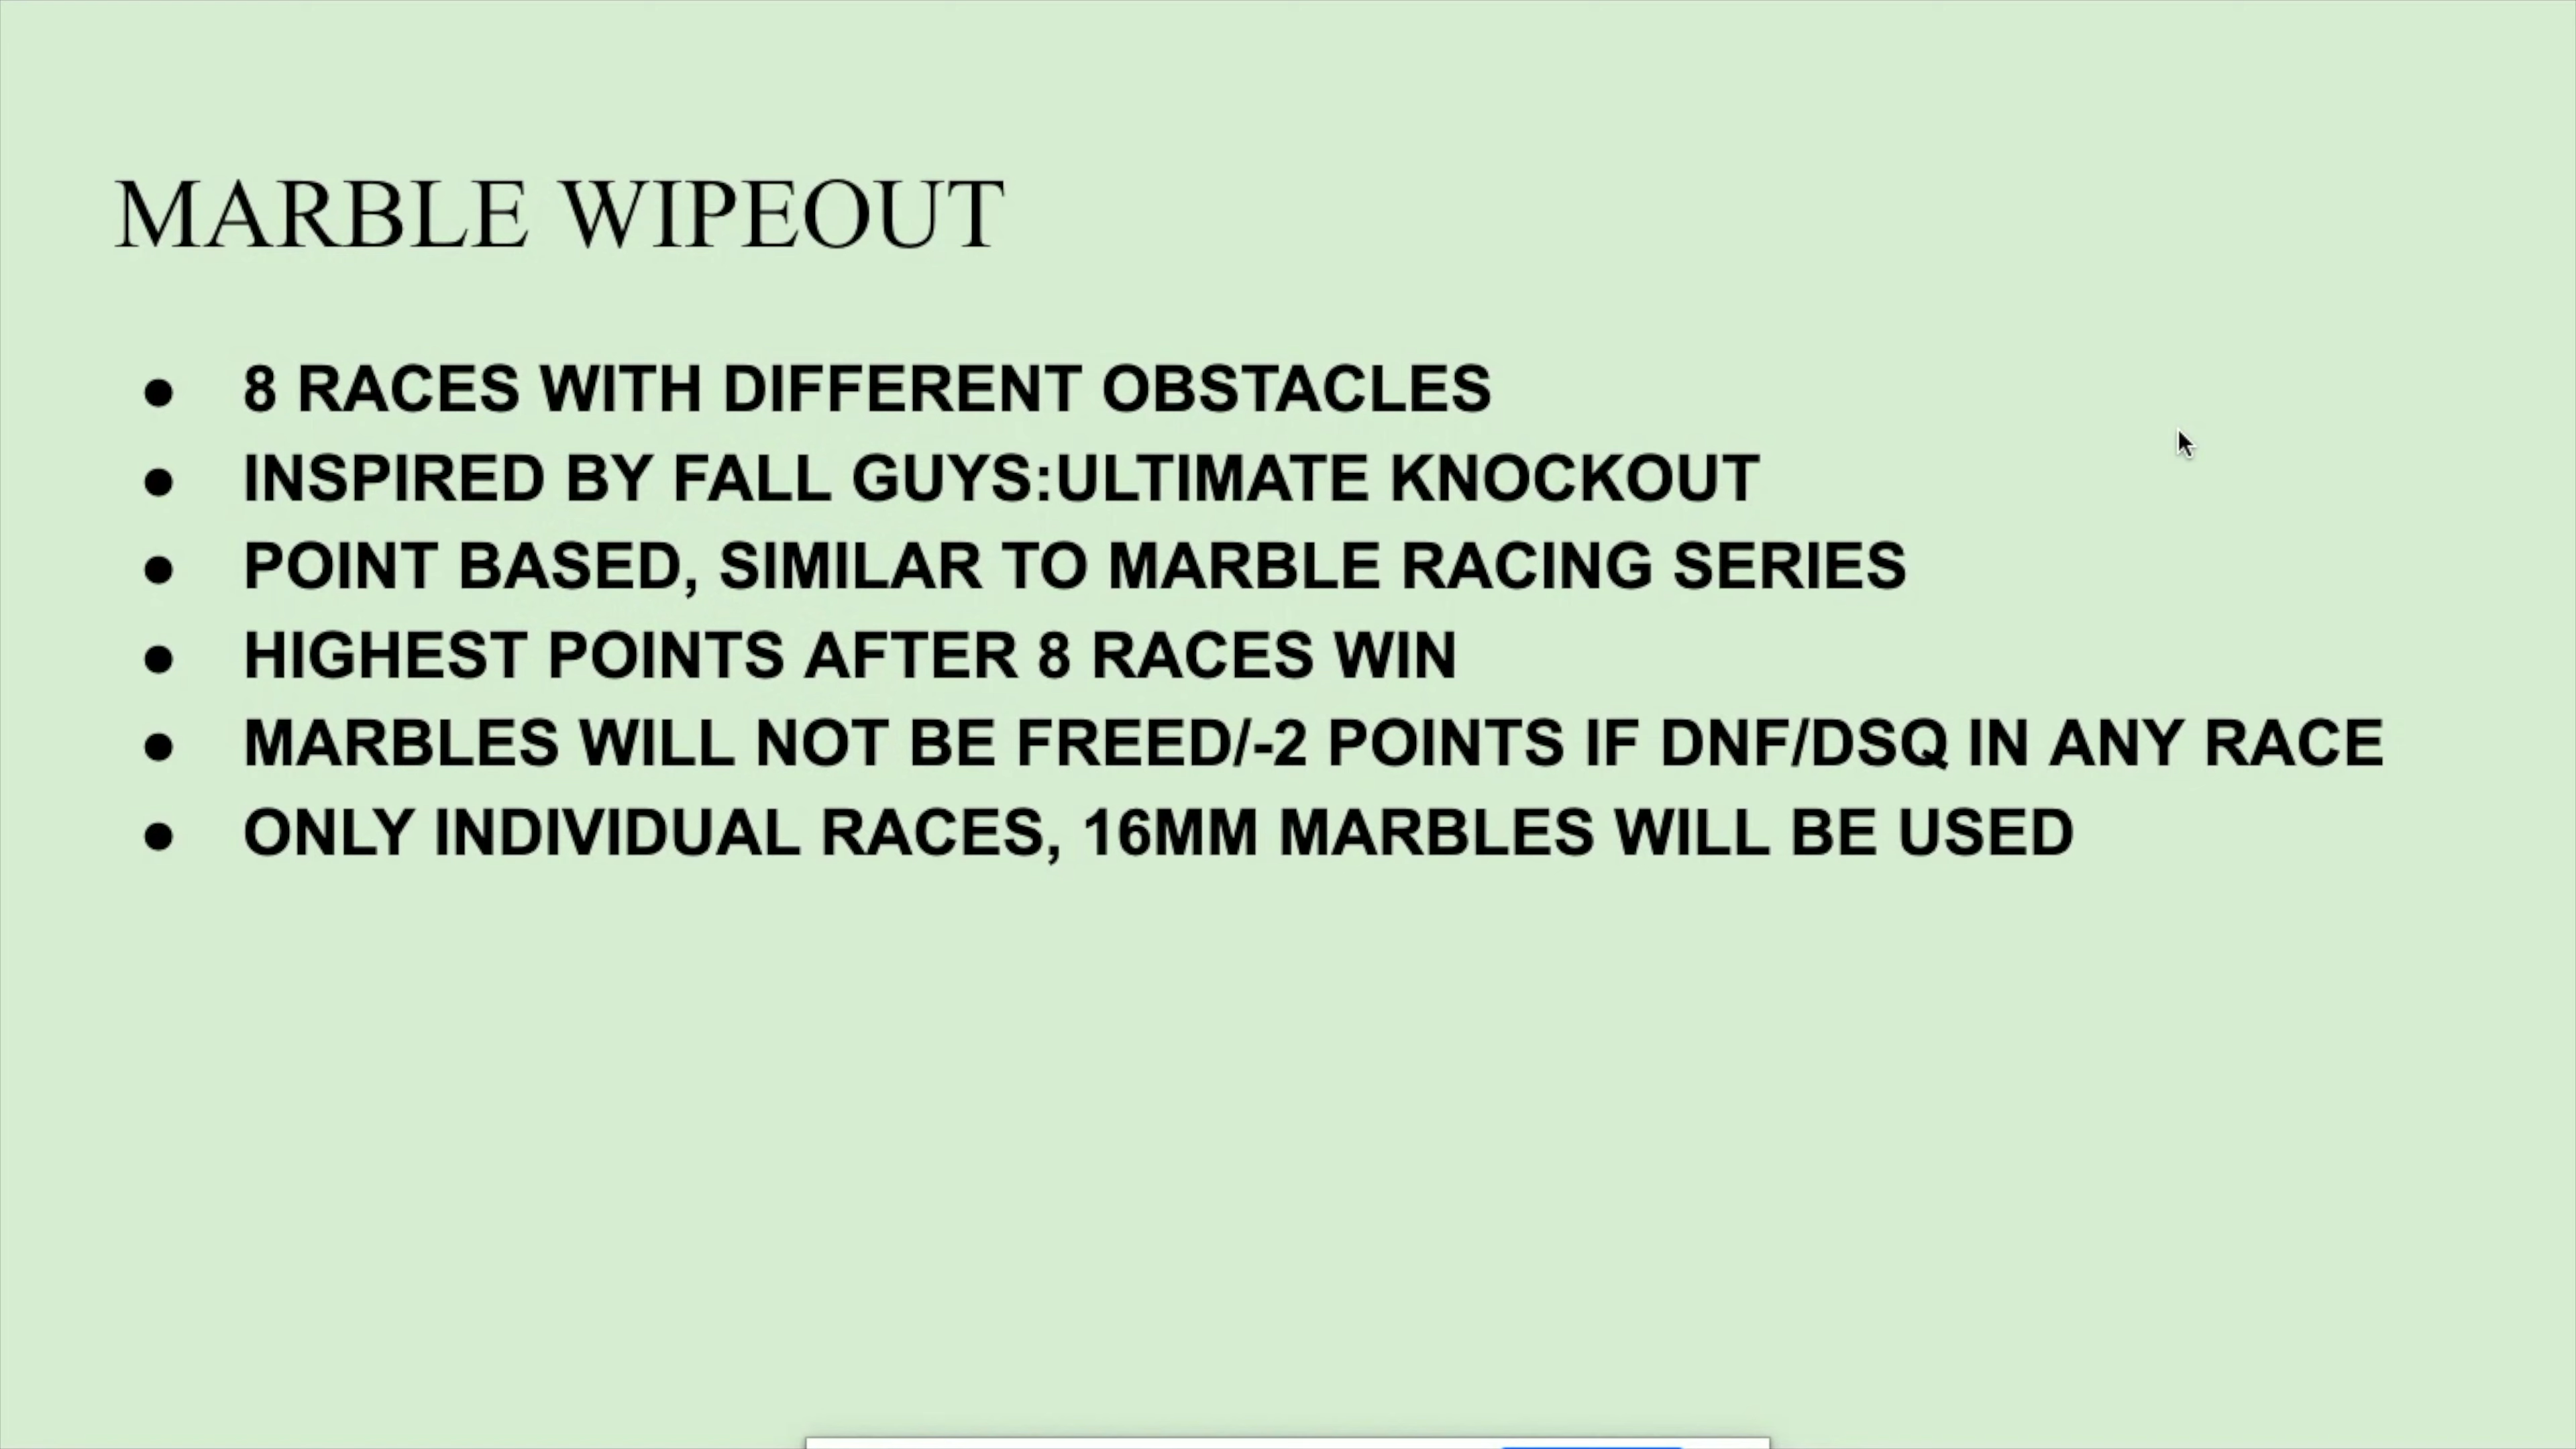 MARBLE WIPEOUT
● 8 RACES WITH DIFFERENT OBSTACLES
● INSPIRED BY FALL GUYS:ULTIMATE KNOCKOUT
● POINT BASED, SIMILAR TO MARBLE RACING SERIES
● HIGHEST POINTS AFTER 8 RACES WIN
● MARBLES WILL NOT BE FREED/-2 POINTS IF DNF/DSQ IN ANY RACE
● ONLY INDIVIDUAL RACES, 16MM MARBLES WILL BE USED